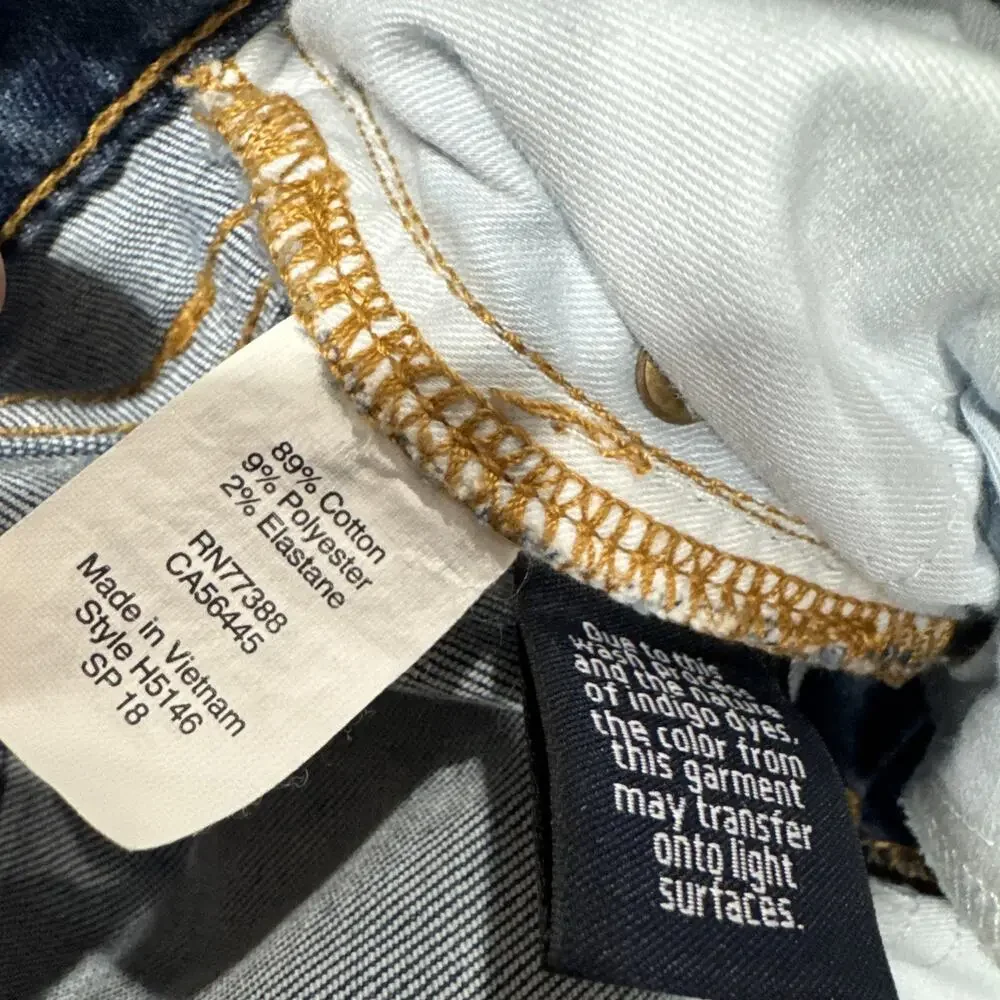 89% Cotton
9% Polyester
2% Elastane
RN77388
CA56445
Made in Vietnam
Style H5146
SP 18
Due to this
wash process
and the nature
of indigo dyes,
the color from
this garment
may transfer
onto light
surfaces.